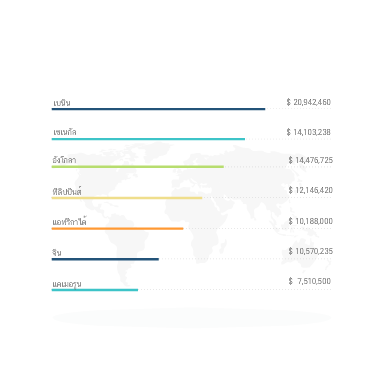 เบนิน $ 20,942,460
เซเนกัล $ 14,103,238
อังโกลา $ 14,476,725
ฟิลิปปินส์ $ 12,146,420
แอฟริกาใต้ $ 10,188,000
จีน $ 10,570,235
แคเมอรูน $ 7,510,500